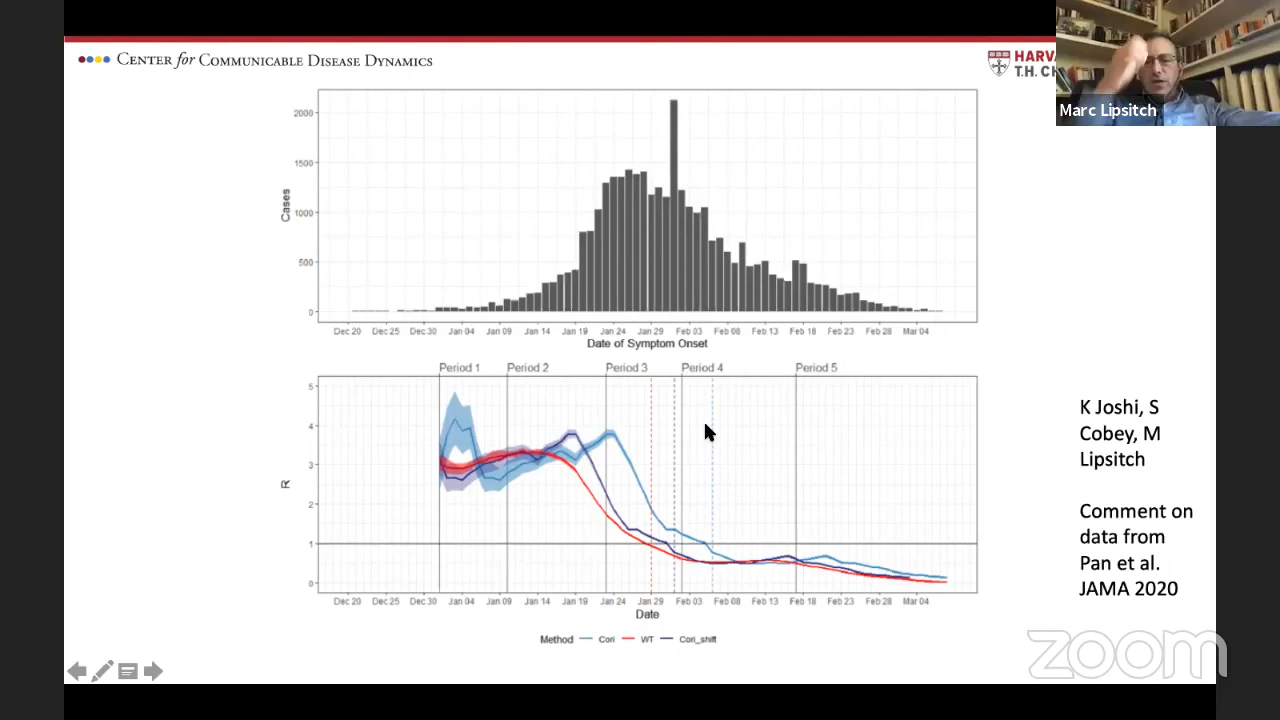 CENTER for COMMUNICABLE DISEASE DYNAMICS
HARVA
T.H. CH
Marc Lipsitch
2000
1500
1000
500
0
Cases
Dec 20 Dec 25 Dec 30 Jan 04 Jan 09 Jan 14 Jan 19 Jan 24 Jan 29 Feb 03 Feb 08 Feb 13 Feb 18 Feb 23 Feb 28 Mar 04
Date of Symptom Onset
Period 1 Period 2 Period 3 Period 4 Period 5
5
4
3
2
1
0
R
Dec 20 Dec 25 Dec 30 Jan 04 Jan 09 Jan 14 Jan 19 Jan 24 Jan 29 Feb 03 Feb 08 Feb 13 Feb 18 Feb 23 Feb 28 Mar 04
Date
Method Cori WT Cori_shift
K Joshi, S
Cobey, M
Lipsitch
Comment on
data from
Pan et al.
JAMA 2020
zoom